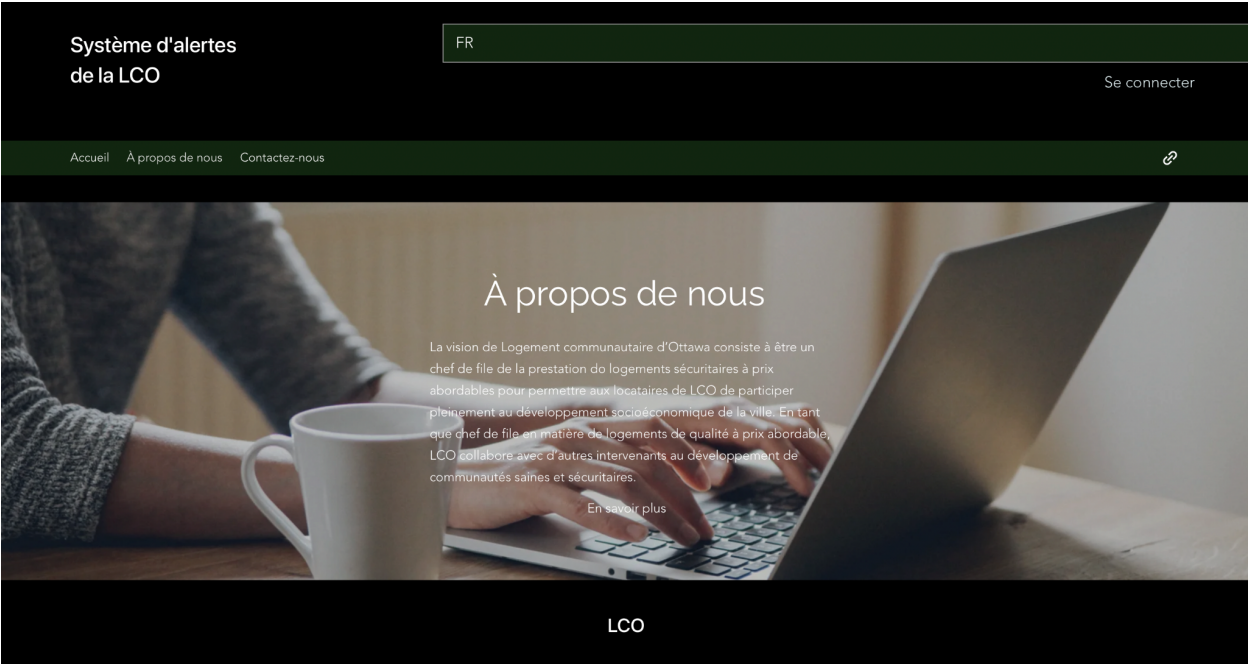 Système d'alertes
de la LCO
FR
Se connecter
Accueil À propos de nous Contactez-nous
À propos de nous
La vision de Logement communautaire d’Ottawa consiste à être un
chef de file de la prestation do logements sécuritaires à prix
abordables pour permettre aux locataires de LCO de participer
pleinement au développement socioéconomique de la ville. En tant
que chef de file en matière de logements de qualité à prix abordable,
LCO collabore avec d’autres intervenants au développement de
communautés saines et sécuritaires.
En savoir plus
LCO